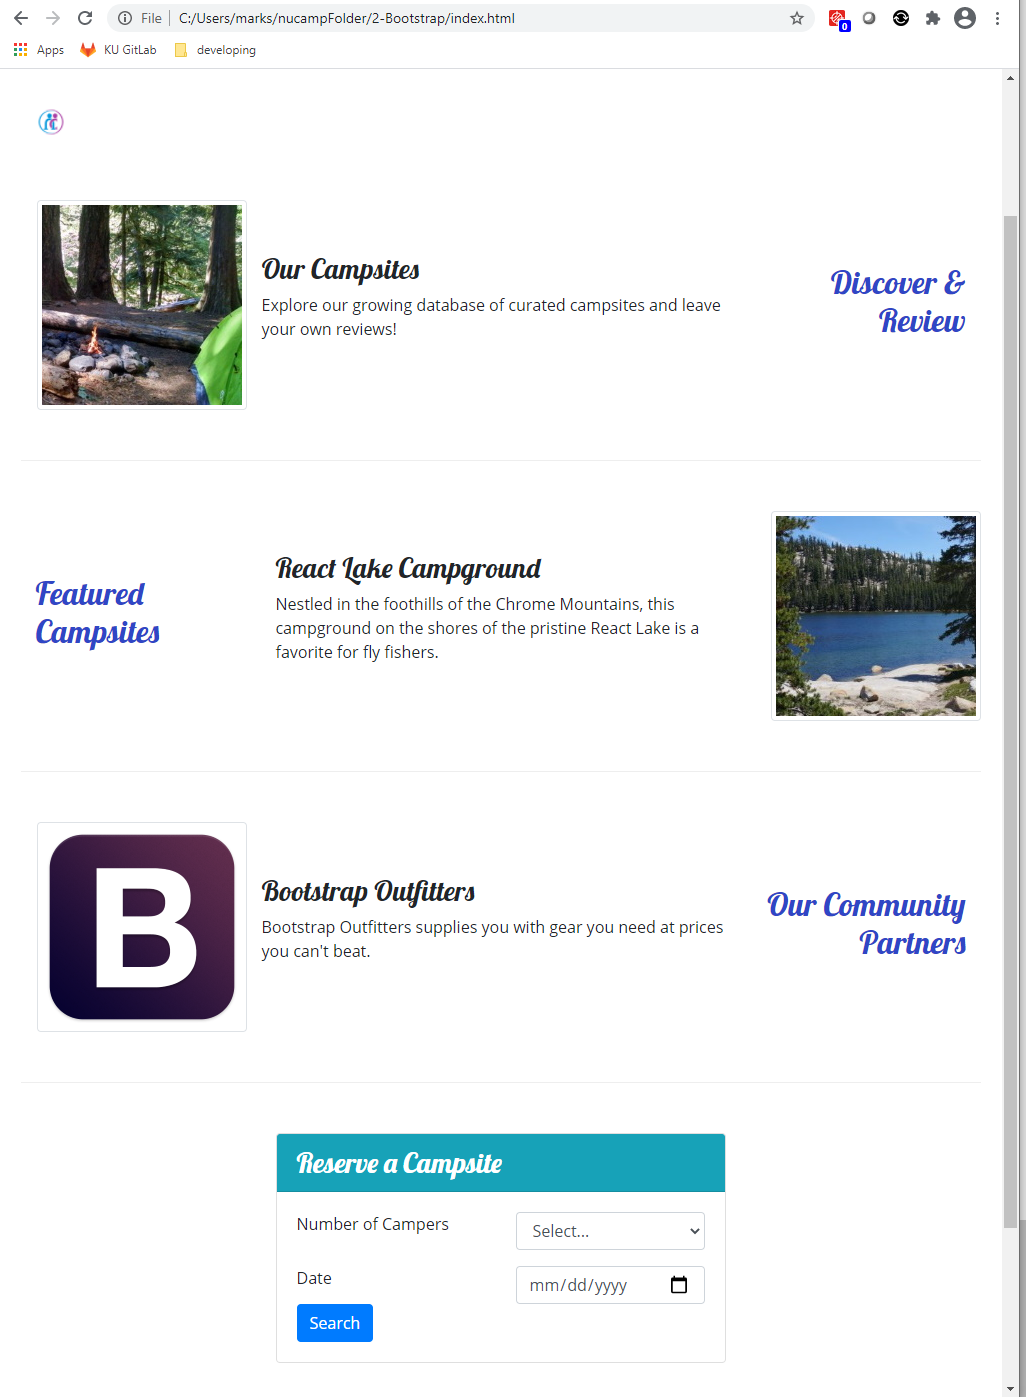 File | C:/Users/marks/nucampFolder/2-Bootstrap/index.html
0
Apps KU GitLab developing
Our Campsites
Explore our growing database of curated campsites and leave
your own reviews!
Discover &
Review
Featured
Campsites
React Lake Campground
Nestled in the foothills of the Chrome Mountains, this
campground on the shores of the pristine React Lake is a
favorite for fly fishers.
B
Bootstrap Outfitters
Bootstrap Outfitters supplies you with gear you need at prices
you can't beat.
Our Community
Partners
Reserve a Campsite
Number of Campers Select...
Date mm/dd/yyyy
Search